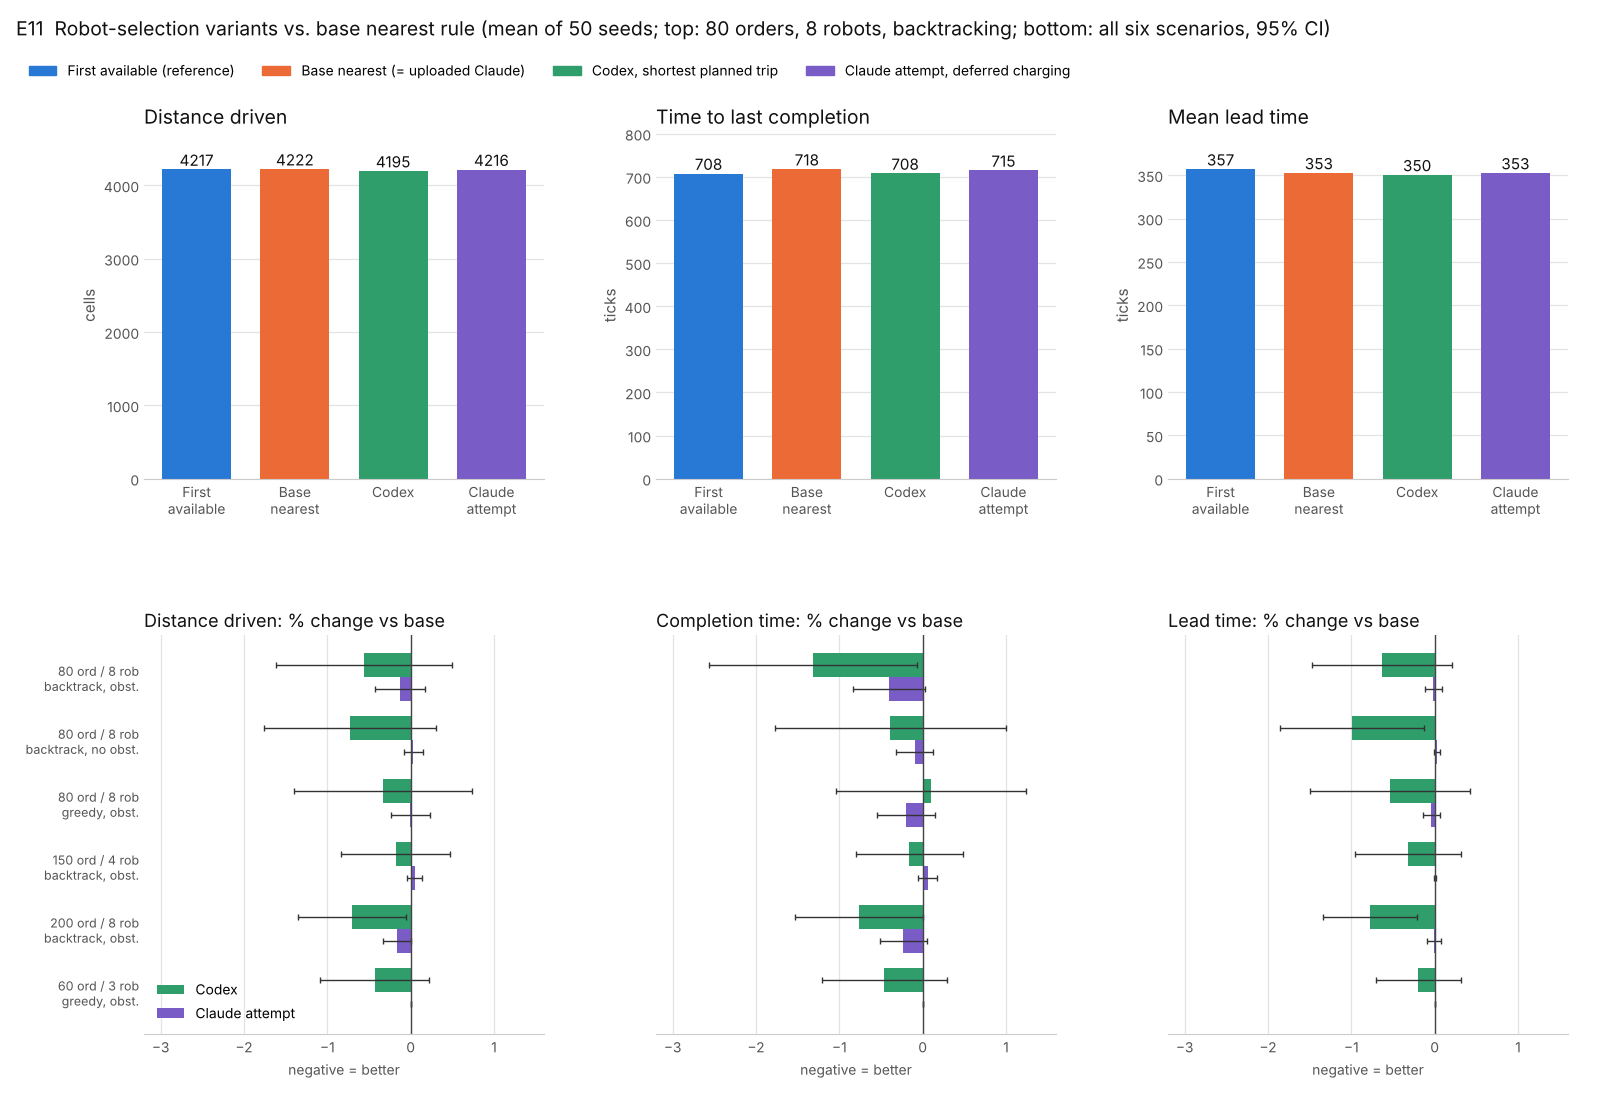 E11 Robot-selection variants vs. base nearest rule (mean of 50 seeds; top: 80 orders, 8 robots, backtracking; bottom: all six scenarios, 95% CI)
First available (reference)
Base nearest (= uploaded Claude)
Codex, shortest planned trip
Claude attempt, deferred charging
Distance driven
4217
4222
4195
4216
4000
3000
2000
1000
0
cells
First
available
Base
nearest
Codex
Claude
attempt
Time to last completion
800
700
600
500
400
300
200
100
0
ticks
708
718
708
715
First
available
Base
nearest
Codex
Claude
attempt
Mean lead time
357
353
350
353
350
300
250
200
150
100
50
0
ticks
First
available
Base
nearest
Codex
Claude
attempt
Distance driven: % change vs base
80 ord / 8 rob
backtrack, obst.
80 ord / 8 rob
backtrack, no obst.
80 ord / 8 rob
greedy, obst.
150 ord / 4 rob
backtrack, obst.
200 ord / 8 rob
backtrack, obst.
60 ord / 3 rob
greedy, obst.
Codex
Claude attempt
−3 −2 −1 0 1
negative = better
Completion time: % change vs base
−3 −2 −1 0 1
negative = better
Lead time: % change vs base
−3 −2 −1 0 1
negative = better